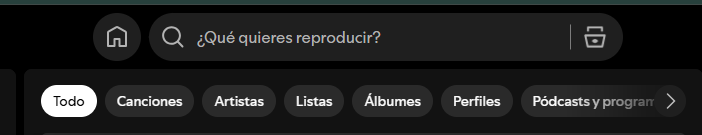 ¿Qué quieres reproducir?
Todo Canciones Artistas Listas Álbumes Perfiles Pódcasts y program